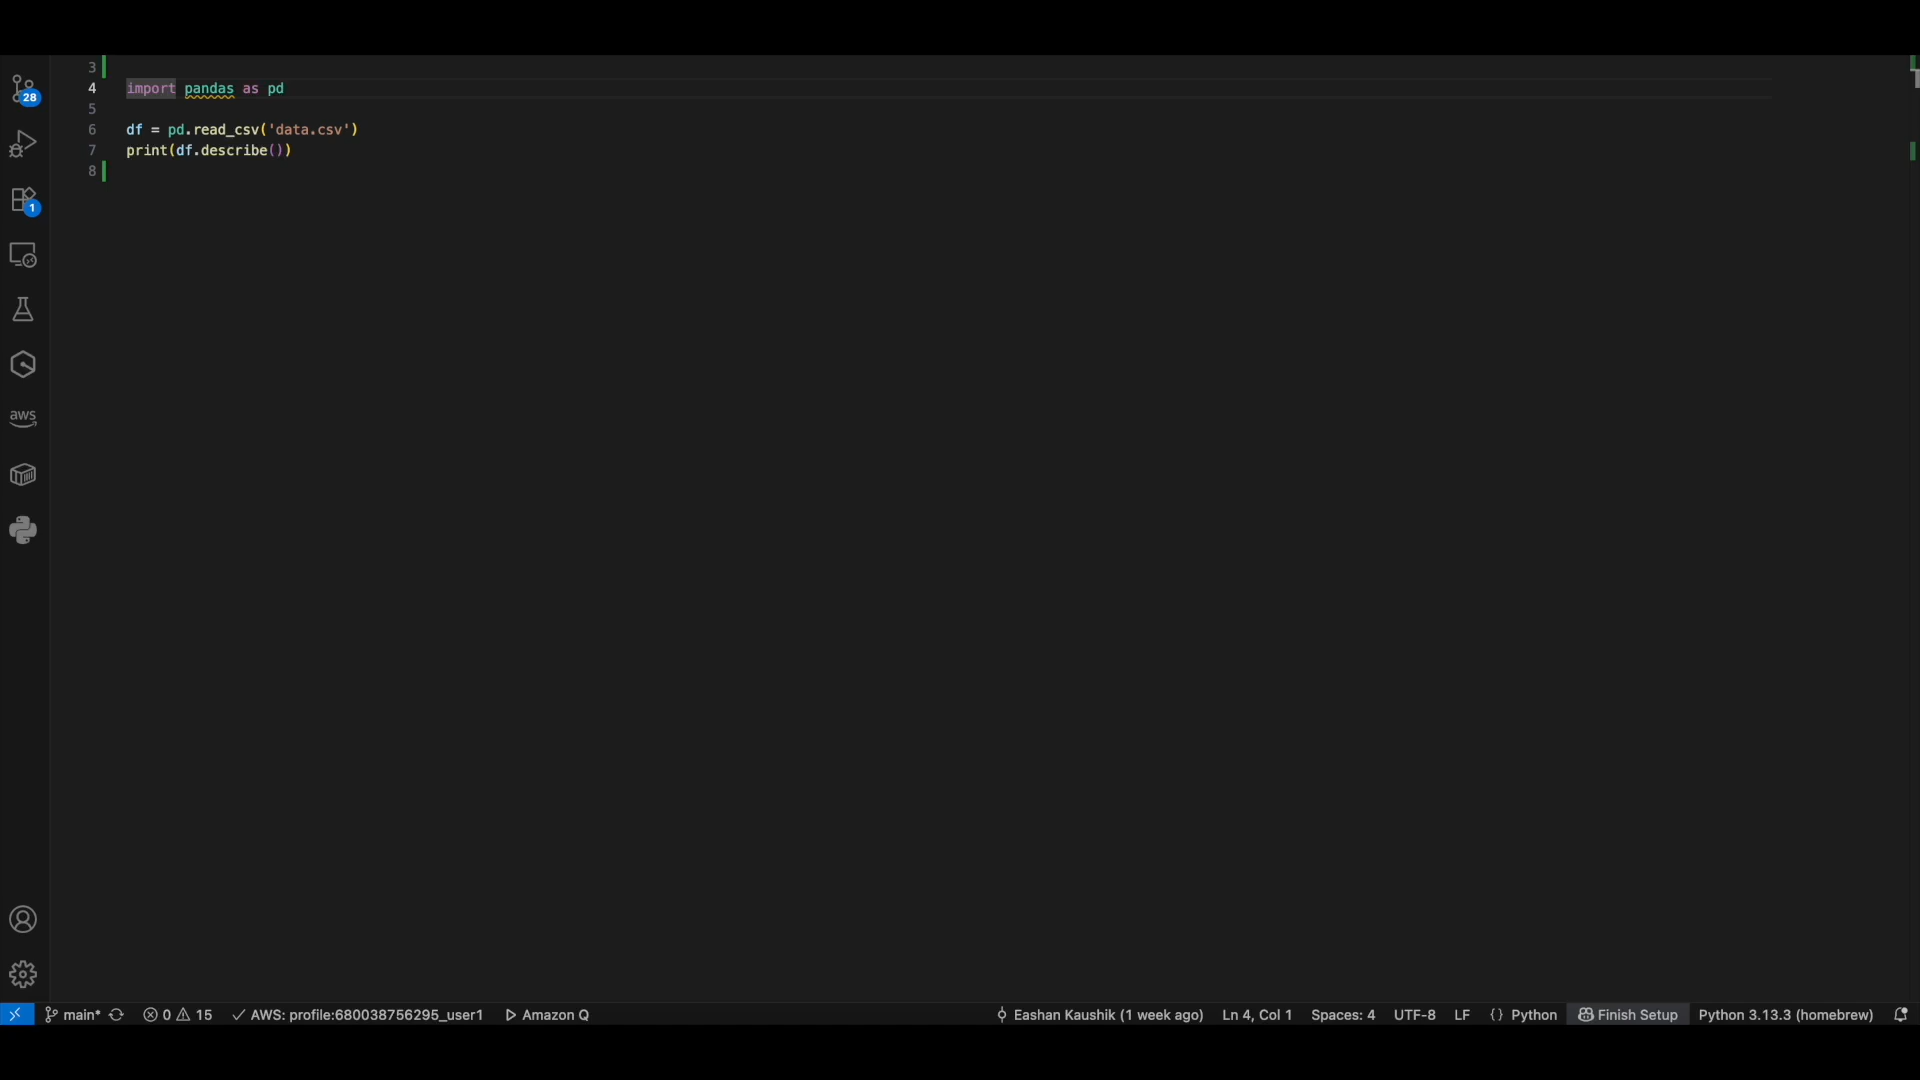 3
4 import pandas as pd
28
5
6 df = pd.read_csv('data.csv')
7 print(df.describe())
8
1
aws
main* 0 15 AWS: profile:680038756295_user1 Amazon Q Eashan Kaushik (1 week ago) Ln 4, Col 1 Spaces: 4 UTF-8 LF {} Python Finish Setup Python 3.13.3 (homebrew)